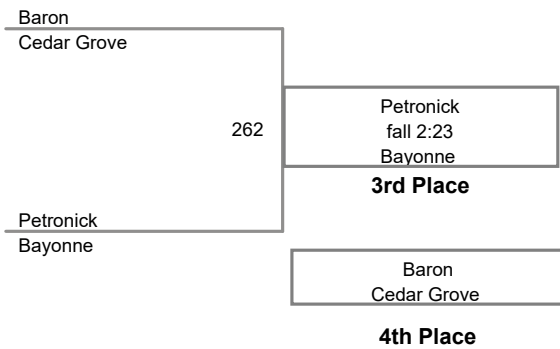 Baron
Cedar Grove
262
Petronick
fall 2:23
Bayonne
3rd Place
Petronick
Bayonne
Baron
Cedar Grove
4th Place